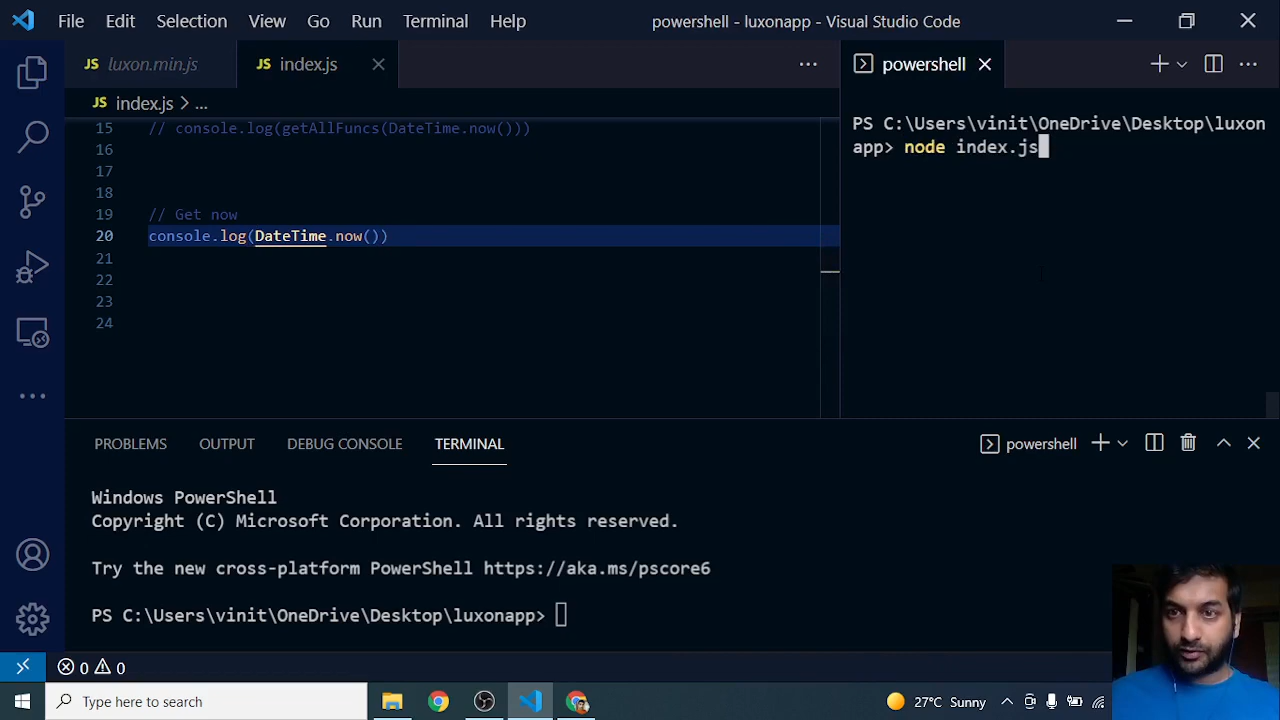 File Edit Selection View Go Run Terminal Help powershell - luxonapp - Visual Studio Code
JS luxon.min.js JS index.js powershell
JS index.js > ...
15 // console.log(getAllFuncs(DateTime.now()))
16
17
18
19 // Get now
20 console.log(DateTime.now())
21
22
23
24
PS C:\Users\vinit\OneDrive\Desktop\luxon
app> node index.js
PROBLEMS OUTPUT DEBUG CONSOLE TERMINAL powershell
Windows PowerShell
Copyright (C) Microsoft Corporation. All rights reserved.
Try the new cross-platform PowerShell https://aka.ms/pscore6
PS C:\Users\vinit\OneDrive\Desktop\luxonapp>
0 0
Type here to search 27°C Sunny